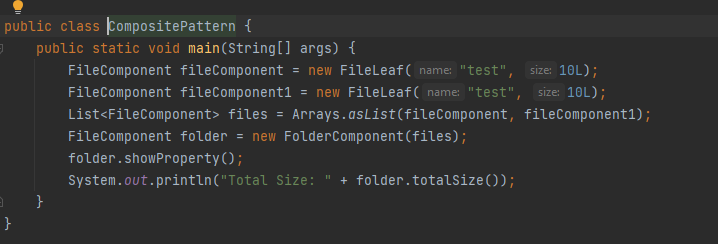 public class CompositePattern {
    public static void main(String[] args) {
        FileComponent fileComponent = new FileLeaf( name: "test", size: 10L);
        FileComponent fileComponent1 = new FileLeaf( name: "test", size: 10L);
        List<FileComponent> files = Arrays.asList(fileComponent, fileComponent1);
        FileComponent folder = new FolderComponent(files);
        folder.showProperty();
        System.out.println("Total Size: " + folder.totalSize());
    }
}